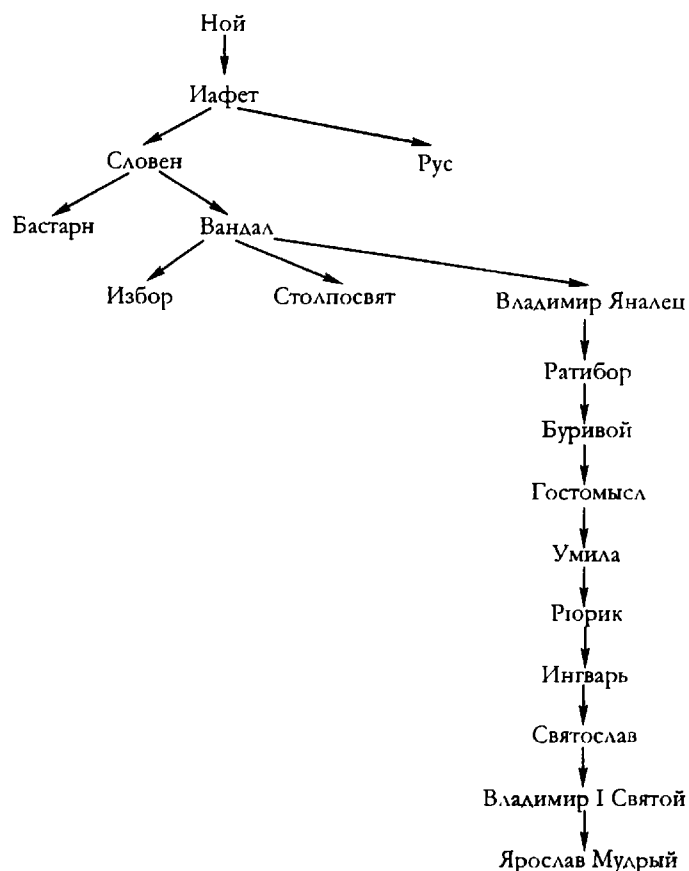 Ной
Иафет
Словен
Рус
Бастарн
Вандал
Избор
Столпосвят
Владимир Яналец
Ратибор
Буривой
Гостомысл
Умила
Рюрик
Ингварь
Святослав
Владимир I Святой
Ярослав Мудрый